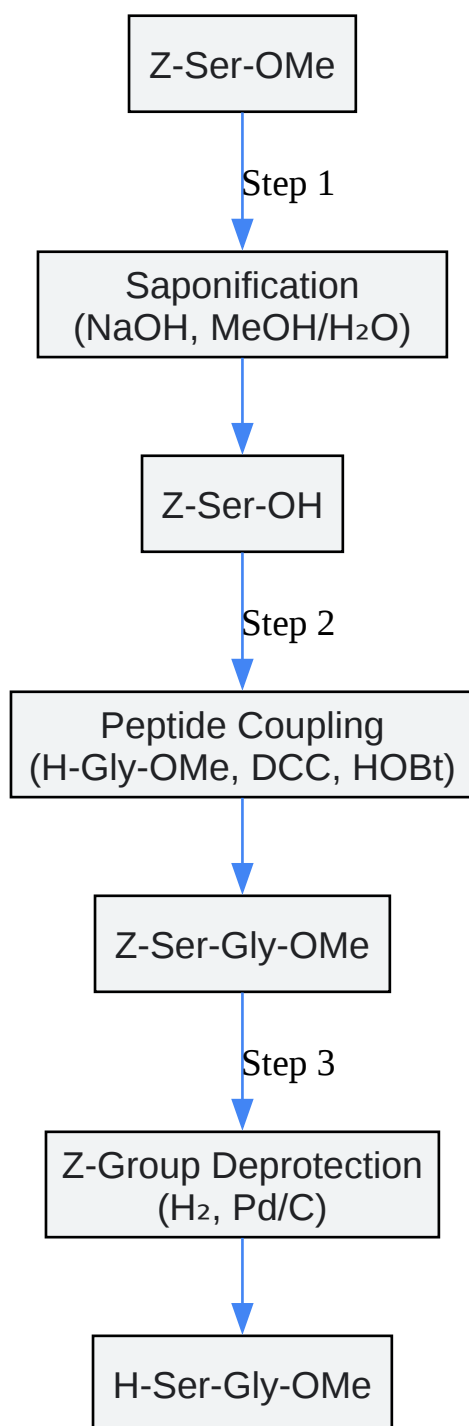 Z-Ser-OMe
Step 1
Saponification
(NaOH, MeOH/H₂O)
Z-Ser-OH
Step 2
Peptide Coupling
(H-Gly-OMe, DCC, HOBt)
Z-Ser-Gly-OMe
Step 3
Z-Group Deprotection
(H₂, Pd/C)
H-Ser-Gly-OMe